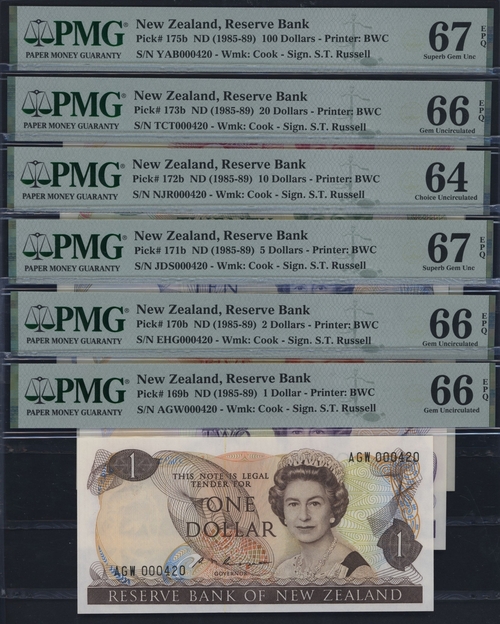 PMG
PAPER MONEY GUARANTY
New Zealand, Reserve Bank
Pick# 175b ND (1985-89) 100 Dollars - Printer: BWC
S/N YAB000420 - Wmk: Cook - Sign. S.T. Russell
67 EPQ
Superb Gem Unc
PMG
PAPER MONEY GUARANTY
New Zealand, Reserve Bank
Pick# 173b ND (1985-89) 20 Dollars - Printer: BWC
S/N TCT000420 - Wmk: Cook - Sign. S.T. Russell
66 EPQ
Gem Uncirculated
PMG
PAPER MONEY GUARANTY
New Zealand, Reserve Bank
Pick# 172b ND (1985-89) 10 Dollars - Printer: BWC
S/N NJR000420 - Wmk: Cook - Sign. S.T. Russell
64
Choice Uncirculated
PMG
PAPER MONEY GUARANTY
New Zealand, Reserve Bank
Pick# 171b ND (1985-89) 5 Dollars - Printer: BWC
S/N JDS000420 - Wmk: Cook - Sign. S.T. Russell
67 EPQ
Superb Gem Unc
TEN
PMG
PAPER MONEY GUARANTY
New Zealand, Reserve Bank
Pick# 170b ND (1985-89) 2 Dollars - Printer: BWC
S/N EHG000420 - Wmk: Cook - Sign. S.T. Russell
66 EPQ
Gem Uncirculated
PMG
PAPER MONEY GUARANTY
New Zealand, Reserve Bank
Pick# 169b ND (1985-89) 1 Dollar - Printer: BWC
S/N AGW000420 - Wmk: Cook - Sign. S.T. Russell
66 EPQ
Gem Uncirculated
TWO
1
AGW 000420
THIS NOTE IS LEGAL
TENDER FOR
ONE
DOLLAR
1
AGW 000420
GOVERNOR
RESERVE BANK OF NEW ZEALAND